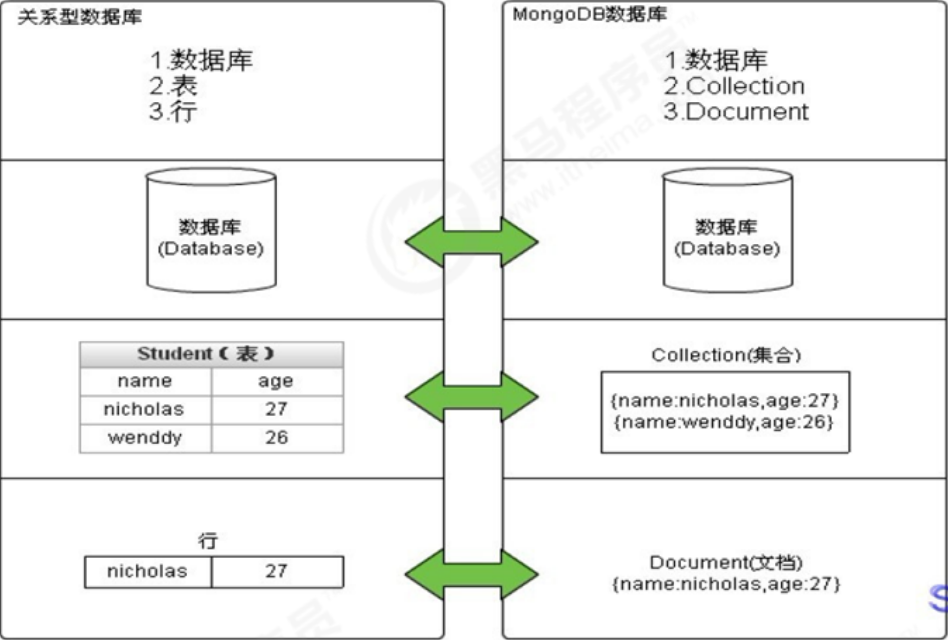 关系型数据库
1.数据库
2.表
3.行
数据库
(Database)
Student(表)
name age
nicholas 27
wenddy 26
行
nicholas 27
MongoDB数据库
1.数据库
2.Collection
3.Document
数据库
(Database)
Collection(集合)
{name:nicholas,age:27}
{name:wenddy,age:26}
Document(文档)
{name:nicholas,age:27}
黑马程序员™
www.itheima.com